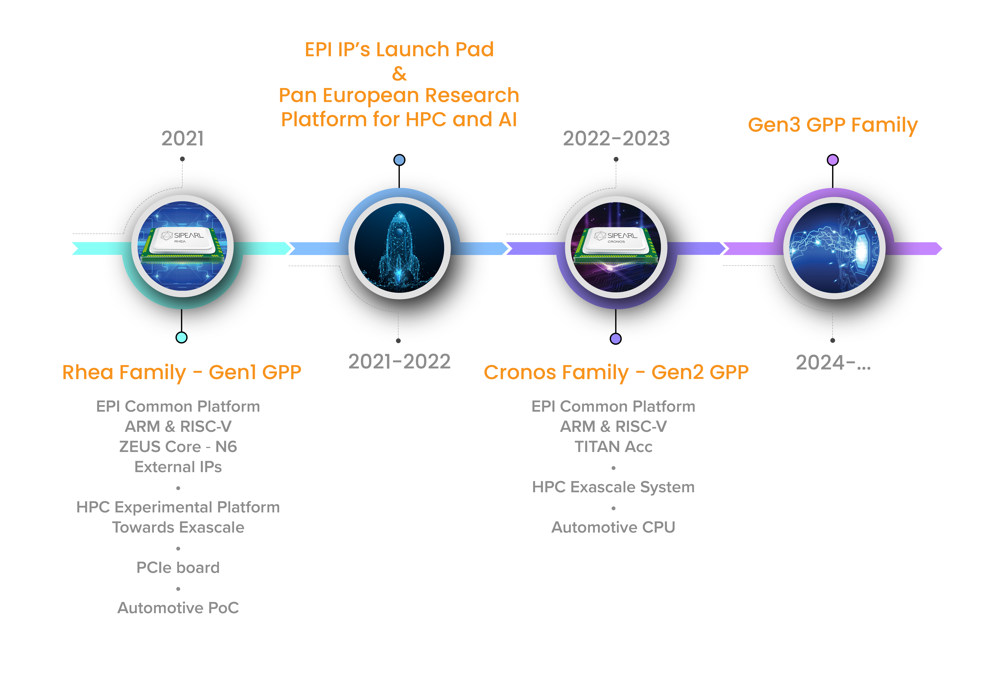 2021
SIPEARL
RHEA
Rhea Family - Gen1 GPP
EPI Common Platform
ARM & RISC-V
ZEUS Core - N6
External IPs
•
HPC Experimental Platform
Towards Exascale
•
PCIe board
•
Automotive PoC
EPI IP’s Launch Pad
&
Pan European Research
Platform for HPC and AI
2021-2022
2022-2023
SIPEARL
CRONOS
Cronos Family - Gen2 GPP
EPI Common Platform
ARM & RISC-V
TITAN Acc
•
HPC Exascale System
•
Automotive CPU
Gen3 GPP Family
2024-...